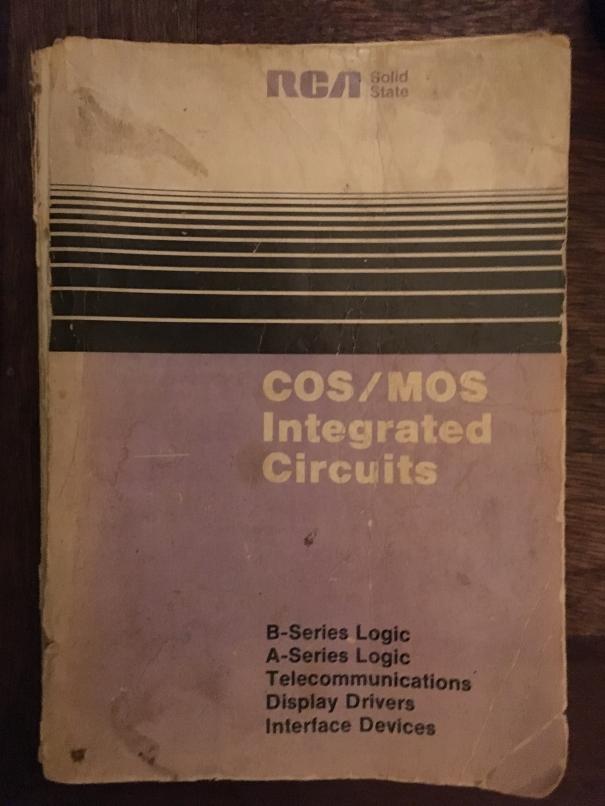 RCA Solid
State
COS/MOS
Integrated
Circuits
B-Series Logic
A-Series Logic
Telecommunications
Display Drivers
Interface Devices